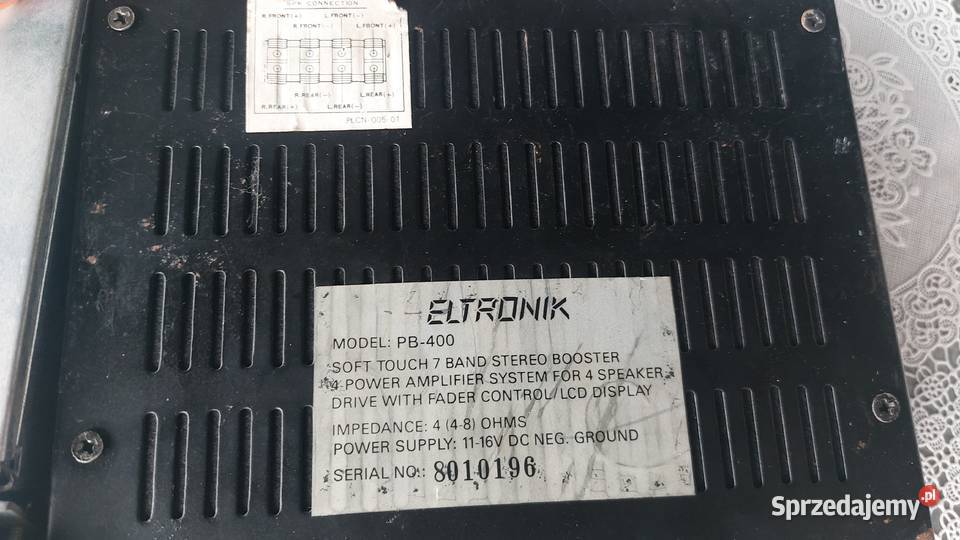 SPK CONNECTION
R.FRONT(+) L.FRONT(-)
R.FRONT(-) L.FRONT(+)
R.REAR(-) L.REAR(+)
R.REAR(+) L.REAR(-)
PLCN-005-01
ELTRONIK
MODEL: PB-400
SOFT TOUCH 7 BAND STEREO BOOSTER
4 POWER AMPLIFIER SYSTEM FOR 4 SPEAKER
DRIVE WITH FADER CONTROL/LCD DISPLAY
IMPEDANCE: 4 (4-8) OHMS
POWER SUPPLY: 11-16V DC NEG. GROUND
SERIAL NO.: 8010196
Sprzedajemy.pl